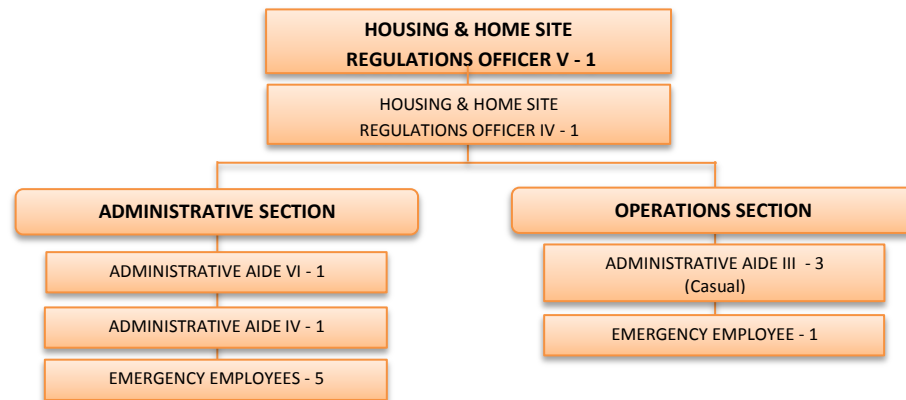 HOUSING & HOME SITE
REGULATIONS OFFICER V - 1
HOUSING & HOME SITE
REGULATIONS OFFICER IV - 1
ADMINISTRATIVE SECTION
ADMINISTRATIVE AIDE VI - 1
ADMINISTRATIVE AIDE IV - 1
EMERGENCY EMPLOYEES - 5
OPERATIONS SECTION
ADMINISTRATIVE AIDE III - 3
(Casual)
EMERGENCY EMPLOYEE - 1